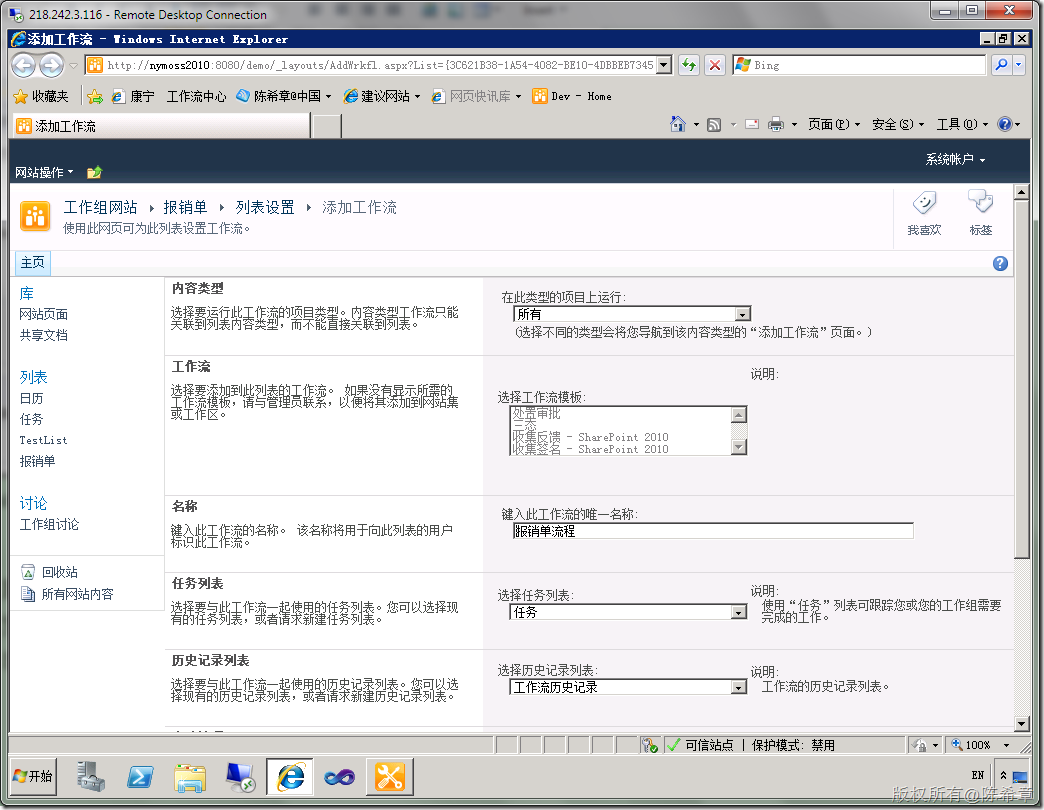 218.242.3.116 - Remote Desktop Connection
添加工作流 - Windows Internet Explorer
http://nymoss2010:8080/demo/_layouts/AddWrkfl.aspx?List={3C621B38-1A54-4082-BE10-4DBBEB7345
Bing
收藏夹 康宁 工作流中心 陈希章@中国 建议网站 网页快讯库 Dev - Home
添加工作流
页面(P) 安全(S) 工具(O)
系统帐户
网站操作
工作组网站 报销单 列表设置 添加工作流
使用此网页可为此列表设置工作流。
我喜欢 标签
主页
库
网站页面
共享文档
列表
日历
任务
TestList
报销单
讨论
工作组讨论
回收站
所有网站内容
内容类型
选择要运行此工作流的项目类型。内容类型工作流只能
关联到列表内容类型，而不能直接关联到列表。
在此类型的项目上运行:
所有
(选择不同的类型会将您导航到该内容类型的“添加工作流”页面。)
工作流
选择要添加到此列表的工作流。 如果没有显示所需的
工作流模板，请与管理员联系，以便将其添加到网站集
或工作区。
选择工作流模板:
处置审批
三态
收集反馈 - SharePoint 2010
收集签名 - SharePoint 2010
说明:
名称
键入此工作流的名称。 该名称将用于向此列表的用户
标识此工作流。
键入此工作流的唯一名称:
报销单流程
任务列表
选择要与此工作流一起使用的任务列表。您可以选择现
有的任务列表，或者请求新建任务列表。
选择任务列表:
任务
说明:
使用“任务”列表可跟踪您或您的工作组需要
完成的工作。
历史记录列表
选择要与此工作流一起使用的历史记录列表。您可以选
择现有的历史记录列表，或者请求新建历史记录列表。
选择历史记录列表:
工作流历史记录
说明:
工作流的历史记录列表。
可信站点 | 保护模式: 禁用
100%
开始
EN
版权所有@陈希章